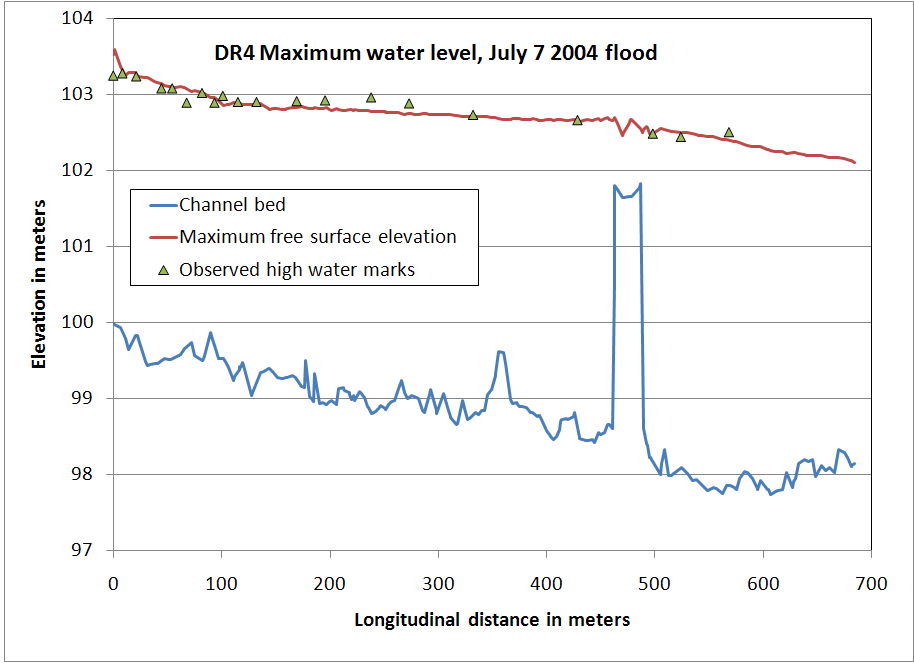 DR4 Maximum water level, July 7 2004 flood
104
103
102
101
100
99
98
97
Elevation in meters
Channel bed
Maximum free surface elevation
Observed high water marks
0 100 200 300 400 500 600 700
Longitudinal distance in meters